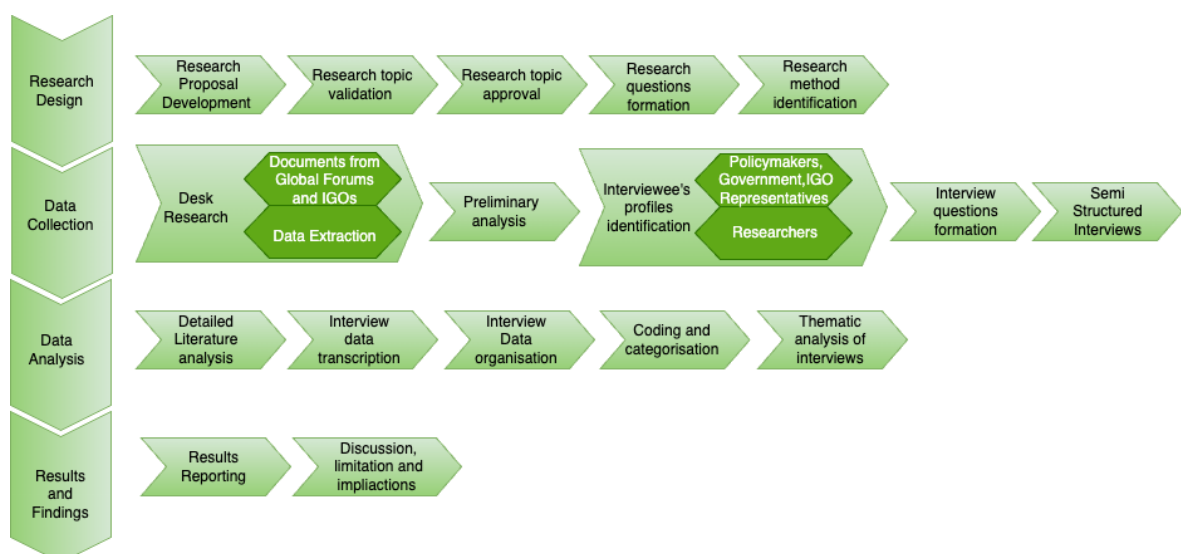 Research
Design
Research
Proposal
Development
Research topic
validation
Research topic
approval
Research
questions
formation
Research
method
identification
Data
Collection
Desk
Research
Documents from
Global Forums
and IGOs
Data Extraction
Preliminary
analysis
Interviewee's
profiles
identification
Policymakers,
Government,IGO
Representatives
Researchers
Interview
questions
formation
Semi
Structured
Interviews
Data
Analysis
Detailed
Literature
analysis
Interview
data
transcription
Interview
Data
organisation
Coding and
categorisation
Thematic
analysis of
interviews
Results
and
Findings
Results
Reporting
Discussion,
limitation and
impliactions